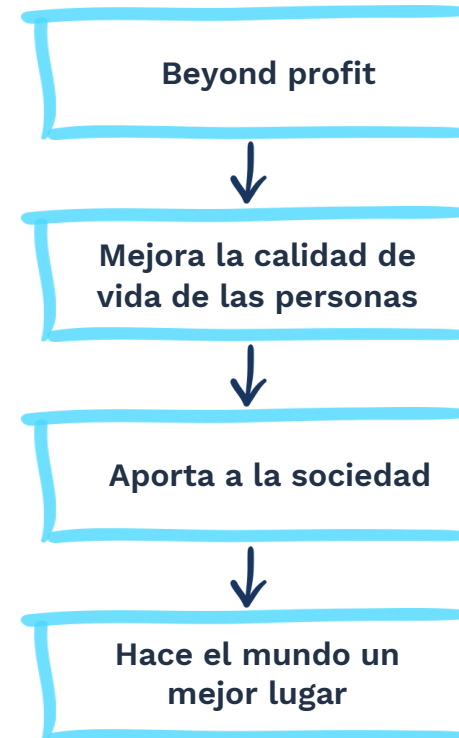 Beyond profit
Mejora la calidad de
vida de las personas
Aporta a la sociedad
Hace el mundo un
mejor lugar